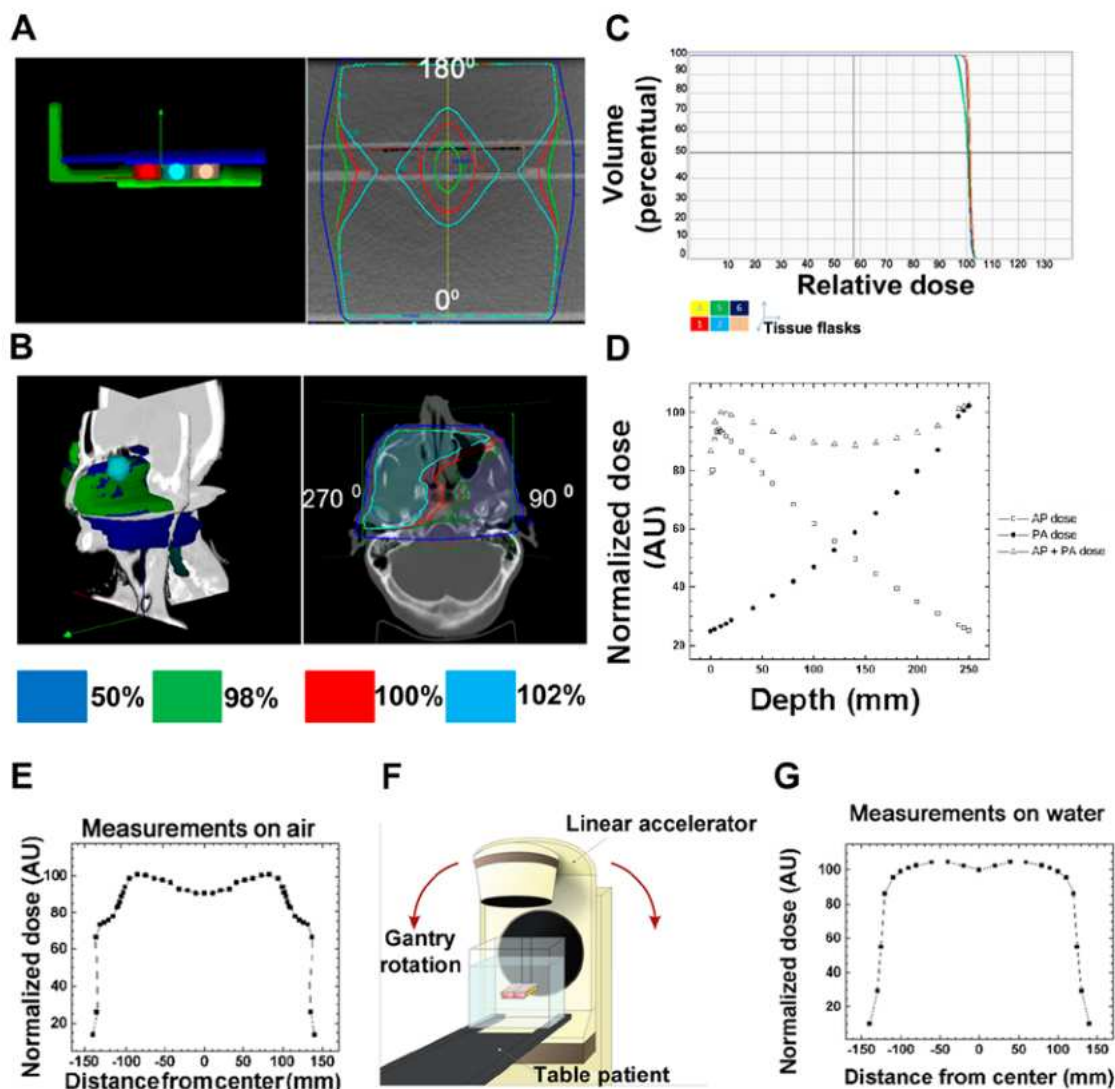 A
180⁰
0⁰
B
270 ⁰
90 ⁰
50%
98%
100%
102%
C
Volume
(percentual)
100
90
80
70
60
50
40
30
20
10
0
10 20 30 40 50 60 70 80 90 100 110 120 130
Relative dose
5 6
1 2
Tissue flasks
D
Normalized dose
(AU)
100
80
60
40
20
0 50 100 150 200 250
Depth (mm)
AP dose
PA dose
AP + PA dose
E
Measurements on air
Normalized dose (AU)
100
80
60
40
20
-150 -100 -50 0 50 100 150
Distance from center (mm)
F
Linear accelerator
Gantry
rotation
Table patient
G
Measurements on water
Normalized dose (AU)
100
80
60
40
20
-150 -100 -50 0 50 100 150
Distance from center (mm)